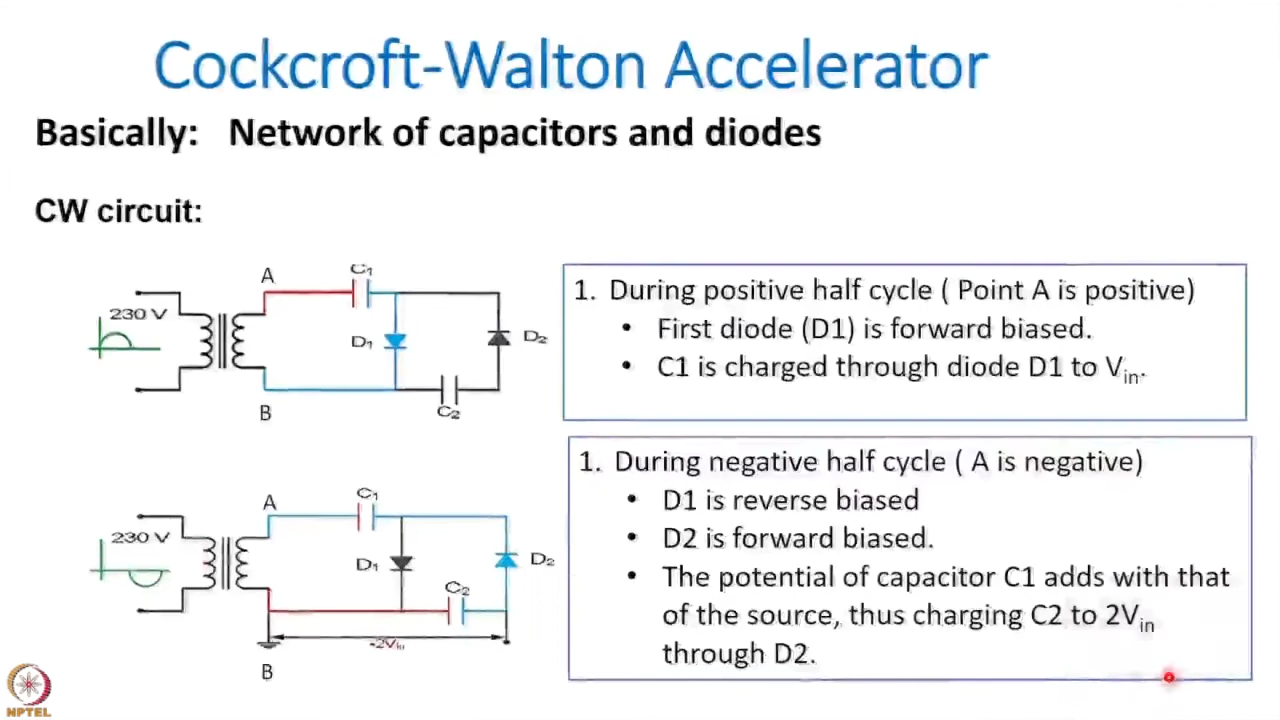 Cockcroft-Walton Accelerator
Basically: Network of capacitors and diodes
CW circuit:
A
C1
230 V
D1
D2
B
C2
1. During positive half cycle ( Point A is positive)
• First diode (D1) is forward biased.
• C1 is charged through diode D1 to Vin.
A
C1
230 V
D1
D2
C2
-2Vin
B
1. During negative half cycle ( A is negative)
• D1 is reverse biased
• D2 is forward biased.
• The potential of capacitor C1 adds with that
of the source, thus charging C2 to 2Vin
through D2.
NPTEL